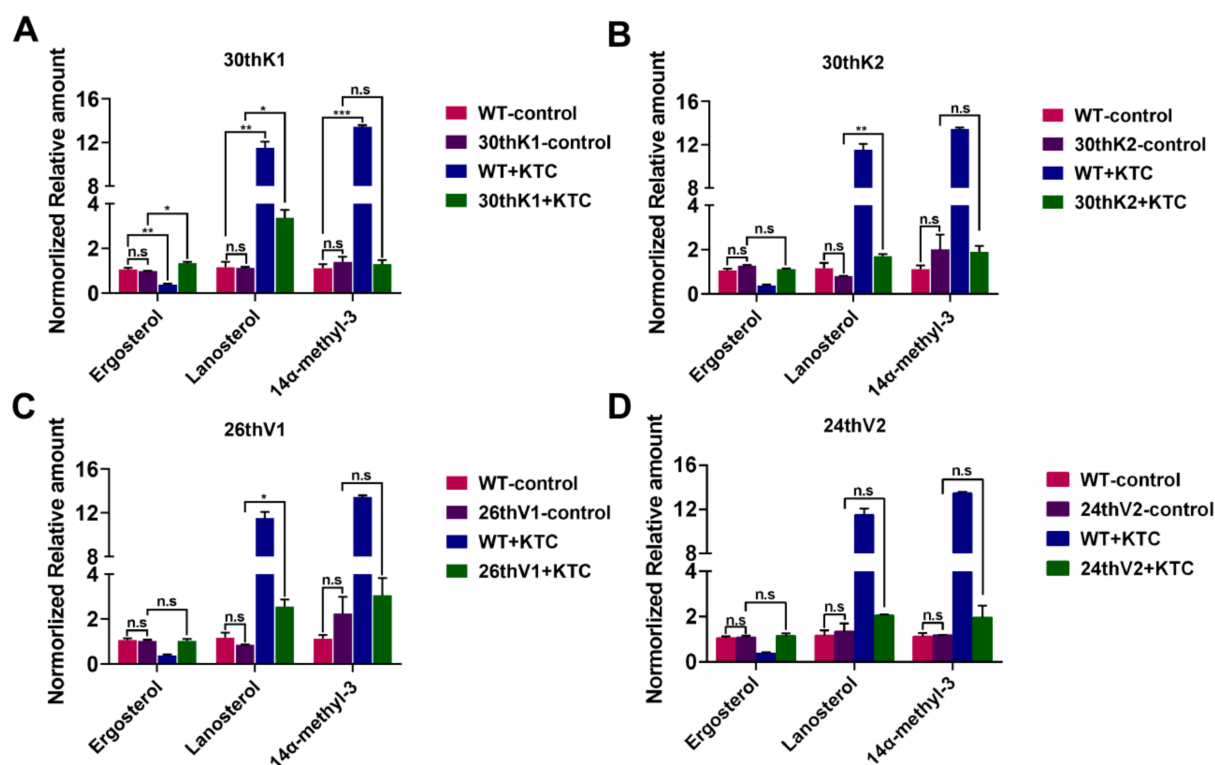 A
30thK1
Normorlized Relative amount
16
12
8
4
2
0
n.s
**
*
n.s
**
*
n.s
***
n.s
Ergosterol
Lanosterol
14α-methyl-3
WT-control
30thK1-control
WT+KTC
30thK1+KTC
B
30thK2
Normorlized Relative amount
16
12
8
4
2
0
n.s
n.s
n.s
**
n.s
n.s
Ergosterol
Lanosterol
14α-methyl-3
WT-control
30thK2-control
WT+KTC
30thK2+KTC
C
26thV1
Normorlized Relative amount
16
12
8
4
2
0
n.s
n.s
n.s
*
n.s
n.s
Ergosterol
Lanosterol
14α-methyl-3
WT-control
26thV1-control
WT+KTC
26thV1+KTC
D
24thV2
Normorlized Relative amount
16
12
8
4
2
0
n.s
n.s
n.s
n.s
n.s
n.s
Ergosterol
Lanosterol
14α-methyl-3
WT-control
24thV2-control
WT+KTC
24thV2+KTC